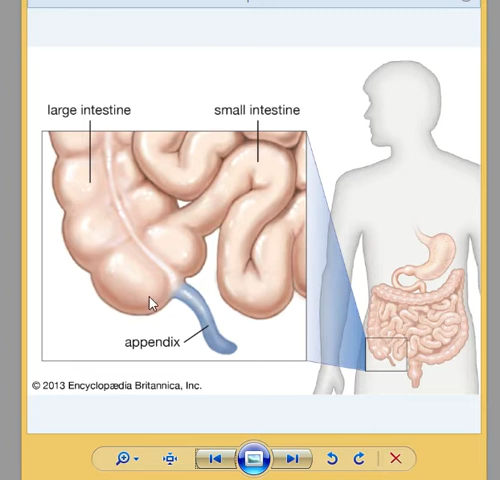 large intestine
small intestine
appendix
© 2013 Encyclopædia Britannica, Inc.